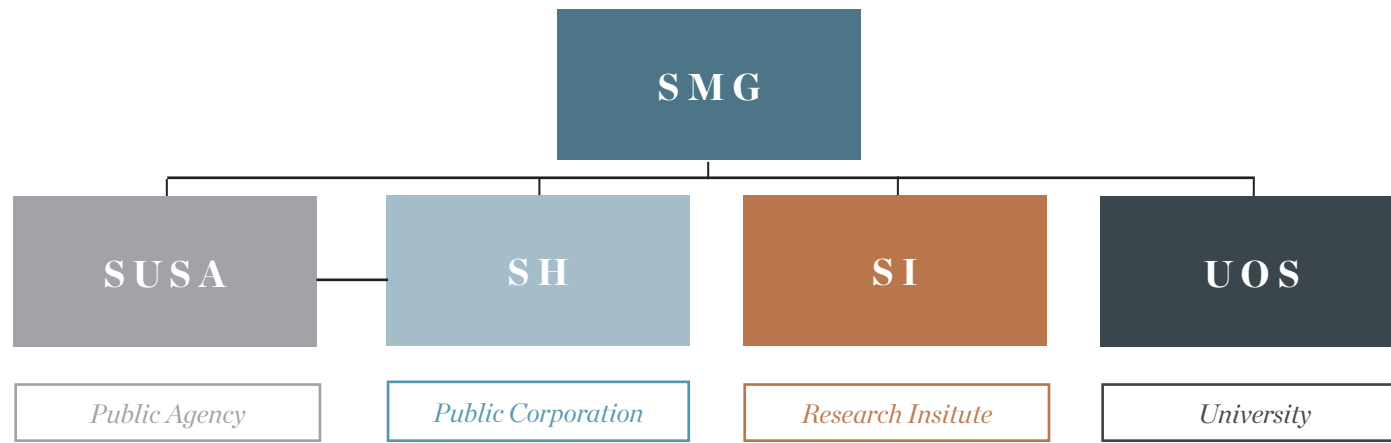 SMG
SUSA
SH
SI
UOS
Public Agency
Public Corporation
Research Insitute
University